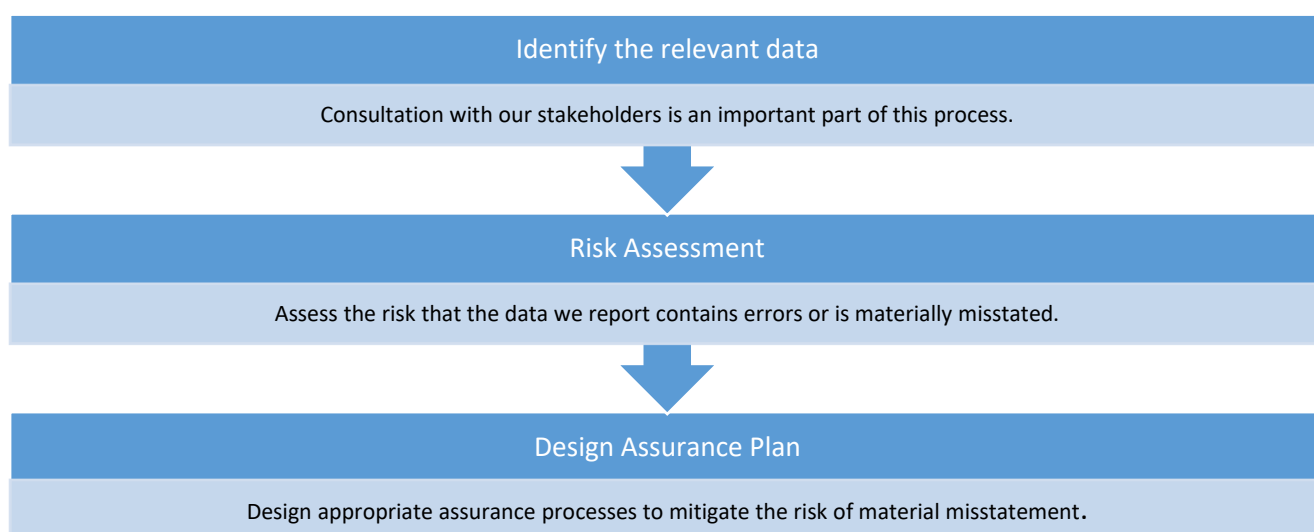 Identify the relevant data
Consultation with our stakeholders is an important part of this process.
Risk Assessment
Assess the risk that the data we report contains errors or is materially misstated.
Design Assurance Plan
Design appropriate assurance processes to mitigate the risk of material misstatement.